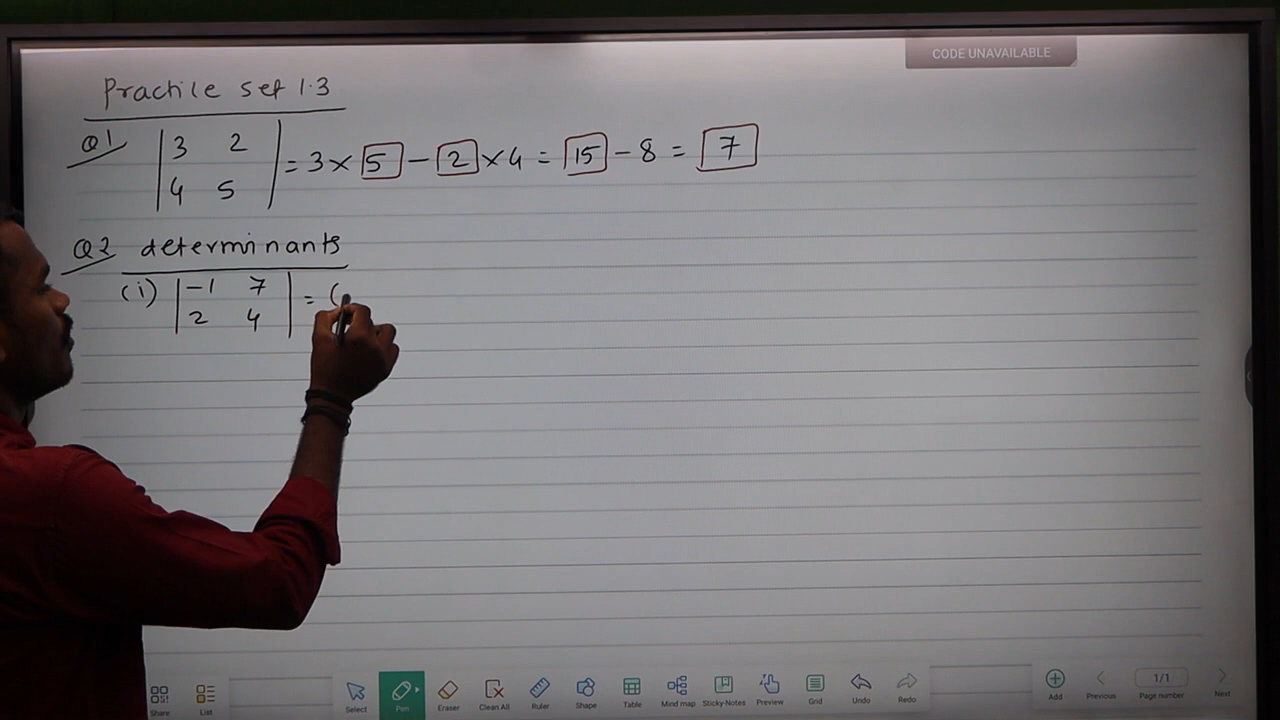 CODE UNAVAILABLE
Practice set 1.3
Q1 | 3 2 | = 3 × 5 - 2 × 4 = 15 - 8 = 7
| 4 5 |
Q2 determinants
(i) | -1 7 | = (
| 2 4 |
Share List Select Pen Eraser Clean All Ruler Shape Table Mind map Sticky-Notes Preview Grid Undo Redo Add Previous 1/1 Page number Next